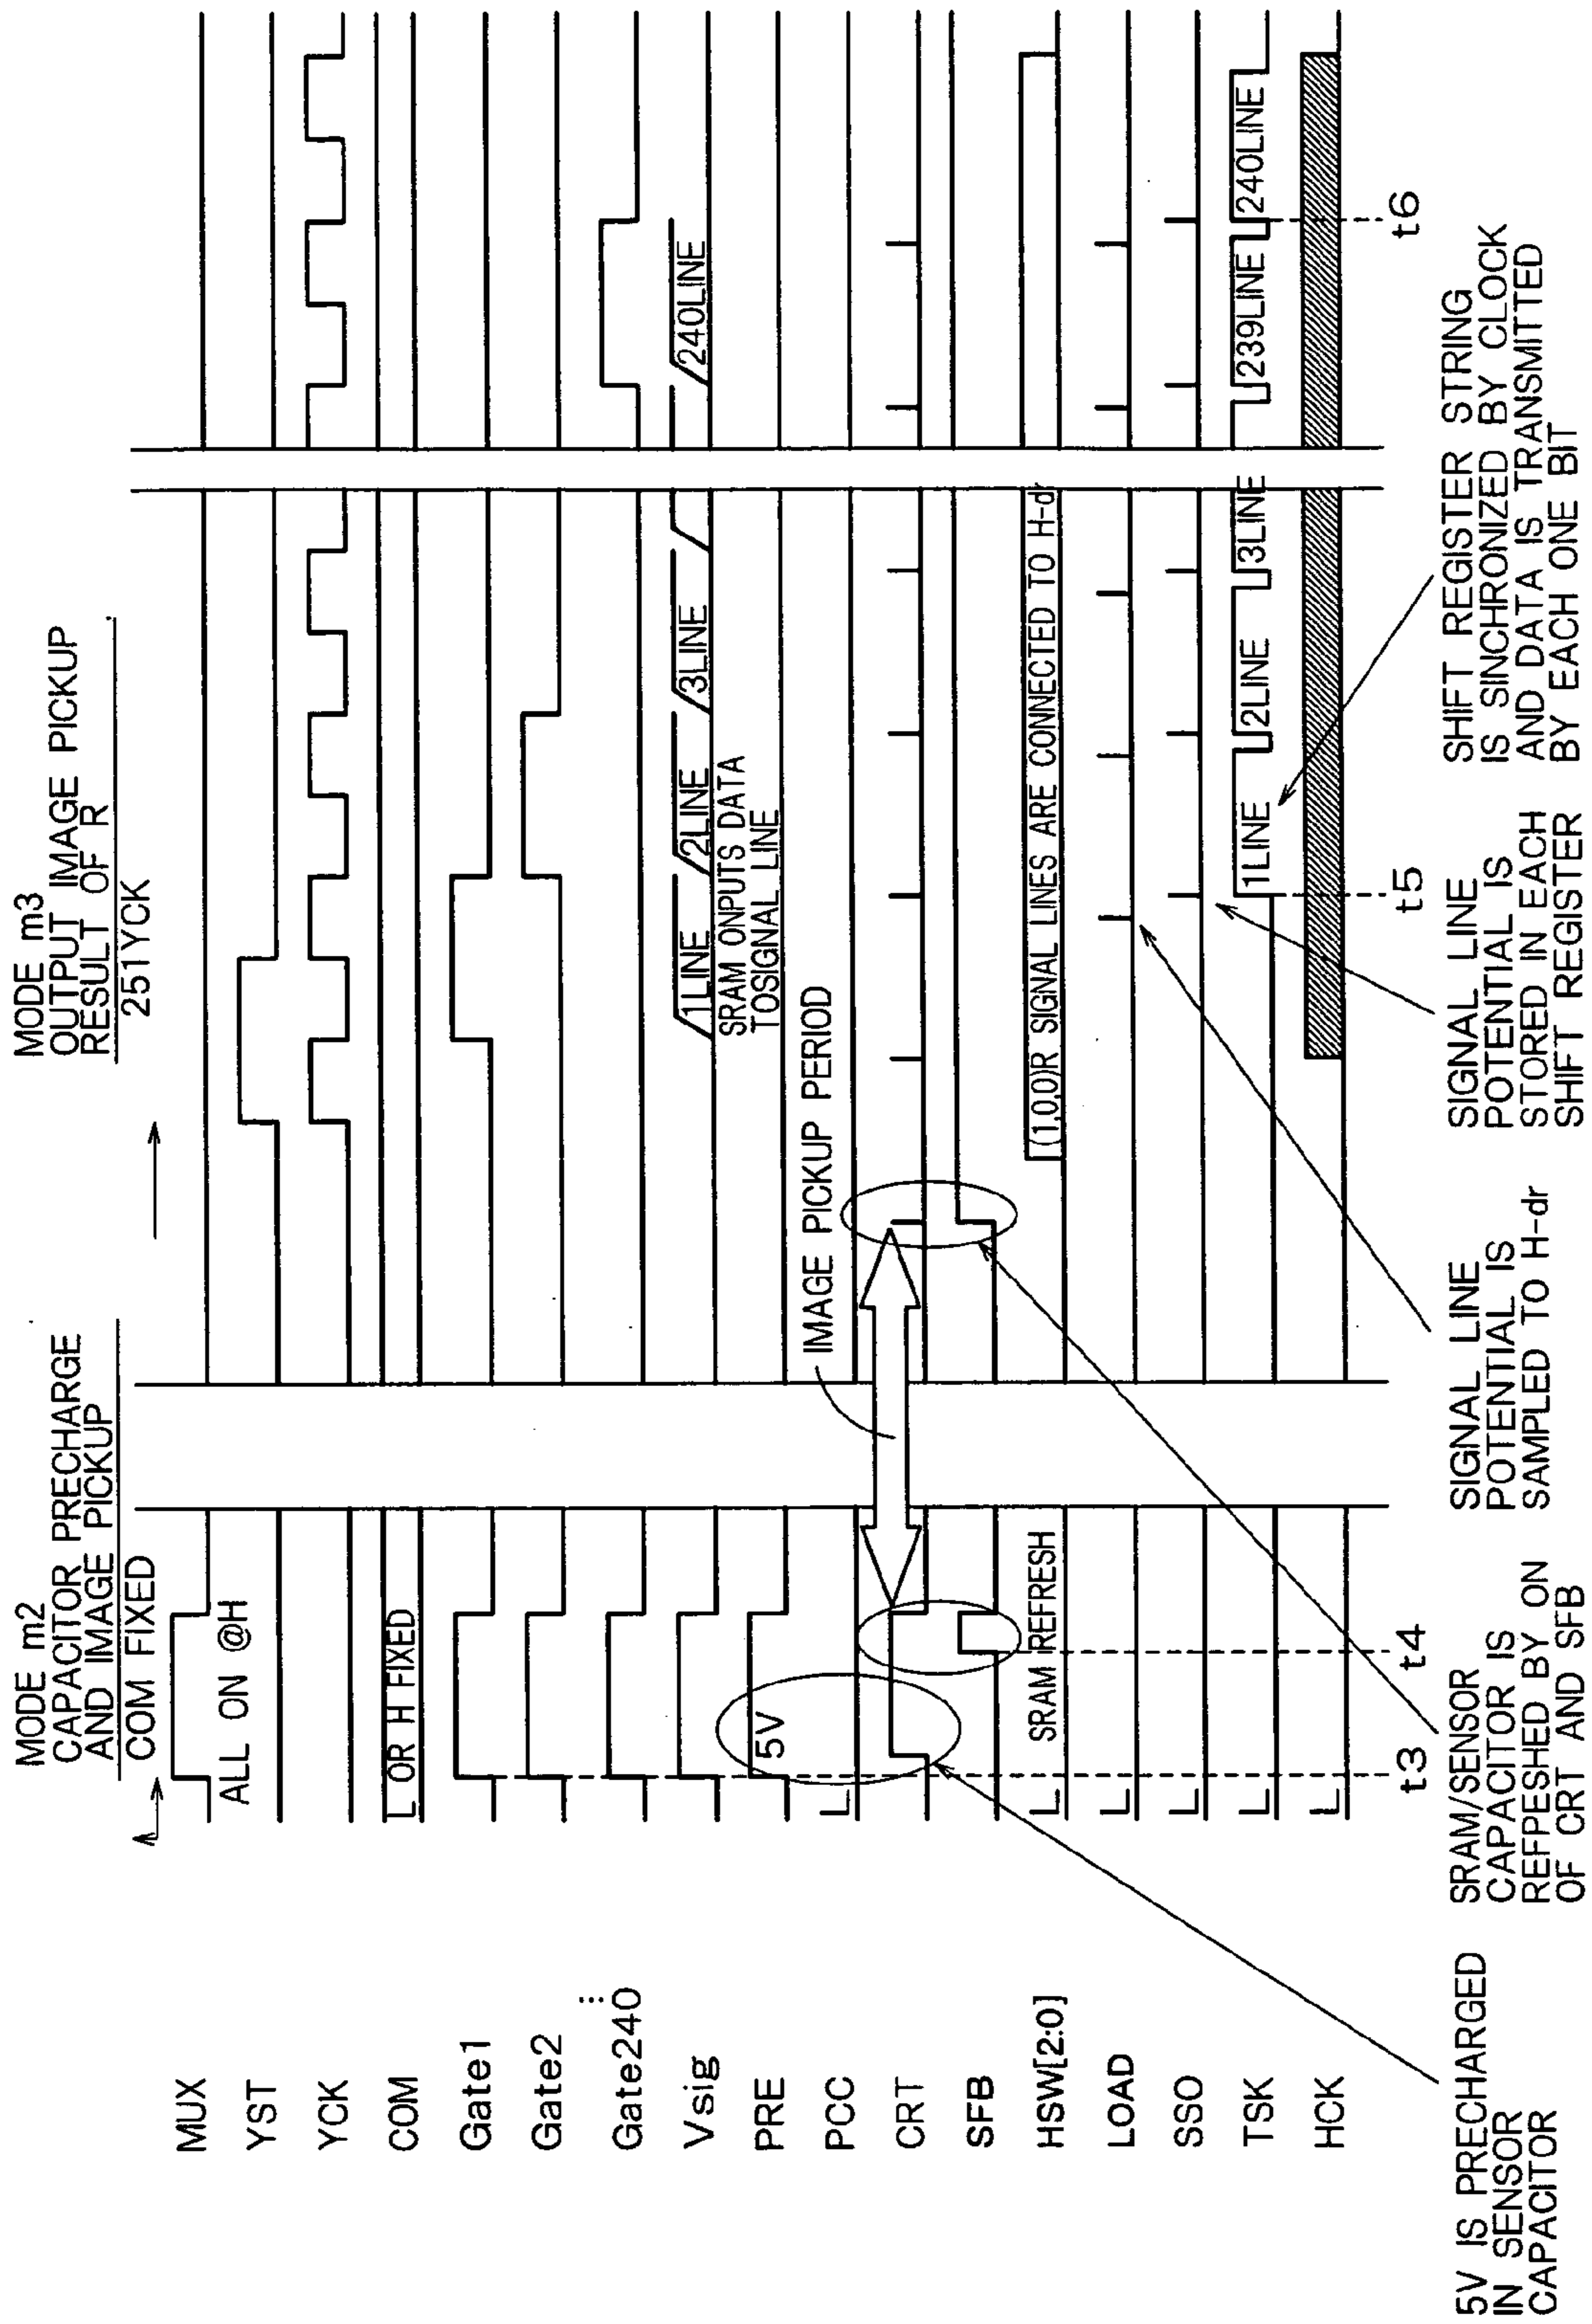 MODE m2
CAPACITOR PRECHARGE
AND IMAGE PICKUP
COM FIXED
MODE m3
OUTPUT IMAGE PICKUP
RESULT OF R
251YCK
MUX
ALL ON @H
YST
YCK
COM
L OR H FIXED
Gate1
Gate2
...
Gate240
Vsig
1LINE
2LINE
3LINE
240LINE
SRAM ONPUTS DATA
TOSIGNAL LINE
PRE
5V
PCC
L
IMAGE PICKUP PERIOD
CRT
SFB
SRAM REFRESH
HSW[2:0]
L
(1.0.0)R SIGNAL LINES ARE CONNECTED TO H-dr
LOAD
L
SSO
L
TSK
L
1LINE
2LINE
3LINE
239LINE
240LINE
HCK
L
t3
t4
t5
t6
5V IS PRECHARGED
IN SENSOR
CAPACITOR
SRAM/SENSOR
CAPACITOR IS
REFPESHED BY ON
OF CRT AND SFB
SIGNAL LINE
POTENTIAL IS
SAMPLED TO H-dr
SIGNAL LINE
POTENTIAL IS
STORED IN EACH
SHIFT REGISTER
SHIFT REGISTER STRING
IS SINCHRONIZED BY CLOCK
AND DATA IS TRANSMITTED
BY EACH ONE BIT